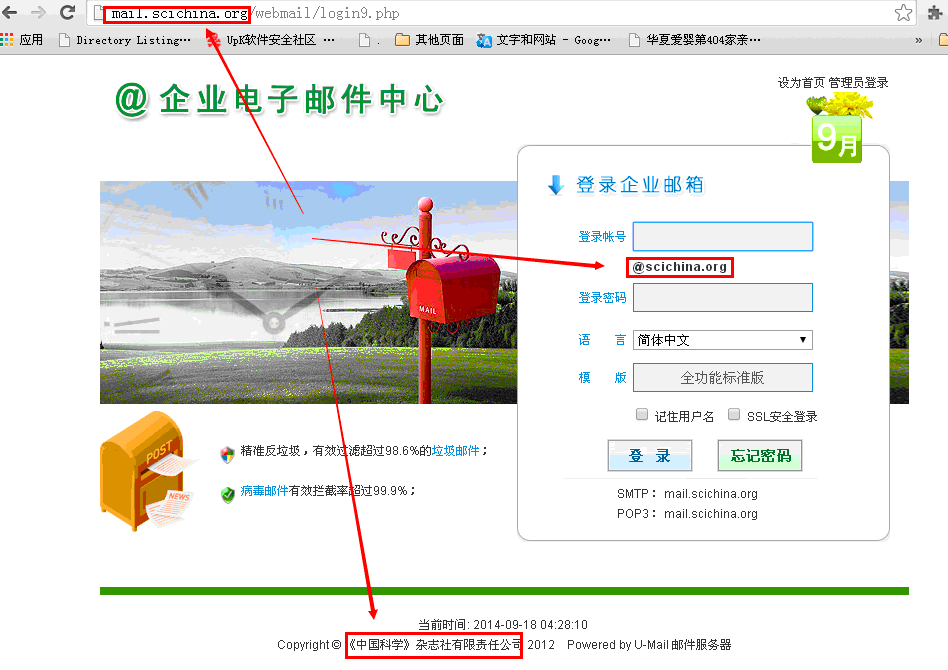 mail.scichina.org/webmail/login9.php
应用 Directory Listing… UpK软件安全社区 … . 其他页面 文字和网站 - Goog… 华夏爱婴第404家亲… »
设为首页 管理员登录
@ 企业电子邮件中心
9月
登录企业邮箱
登录帐号
@scichina.org
登录密码
MAIL
语 言 简体中文
模 版 全功能标准版
记住用户名 SSL安全登录
POST
NEWS
精准反垃圾，有效过滤超过98.6%的垃圾邮件；
登 录 忘记密码
病毒邮件有效拦截率超过99.9%；
SMTP： mail.scichina.org
POP3： mail.scichina.org
当前时间: 2014-09-18 04:28:10
Copyright © 《中国科学》杂志社有限责任公司 2012 Powered by U-Mail 邮件服务器